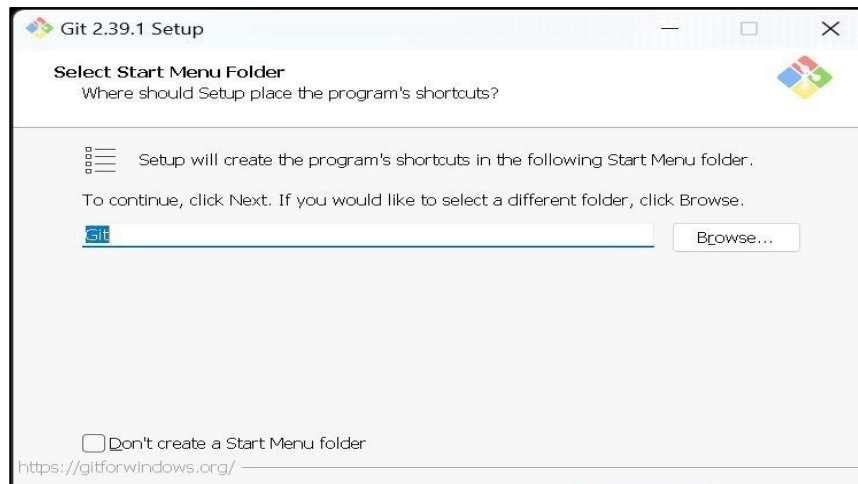 Git 2.39.1 Setup
Select Start Menu Folder
Where should Setup place the program's shortcuts?
Setup will create the program's shortcuts in the following Start Menu folder.
To continue, click Next. If you would like to select a different folder, click Browse.
Git
Browse...
Don't create a Start Menu folder
https://gitforwindows.org/